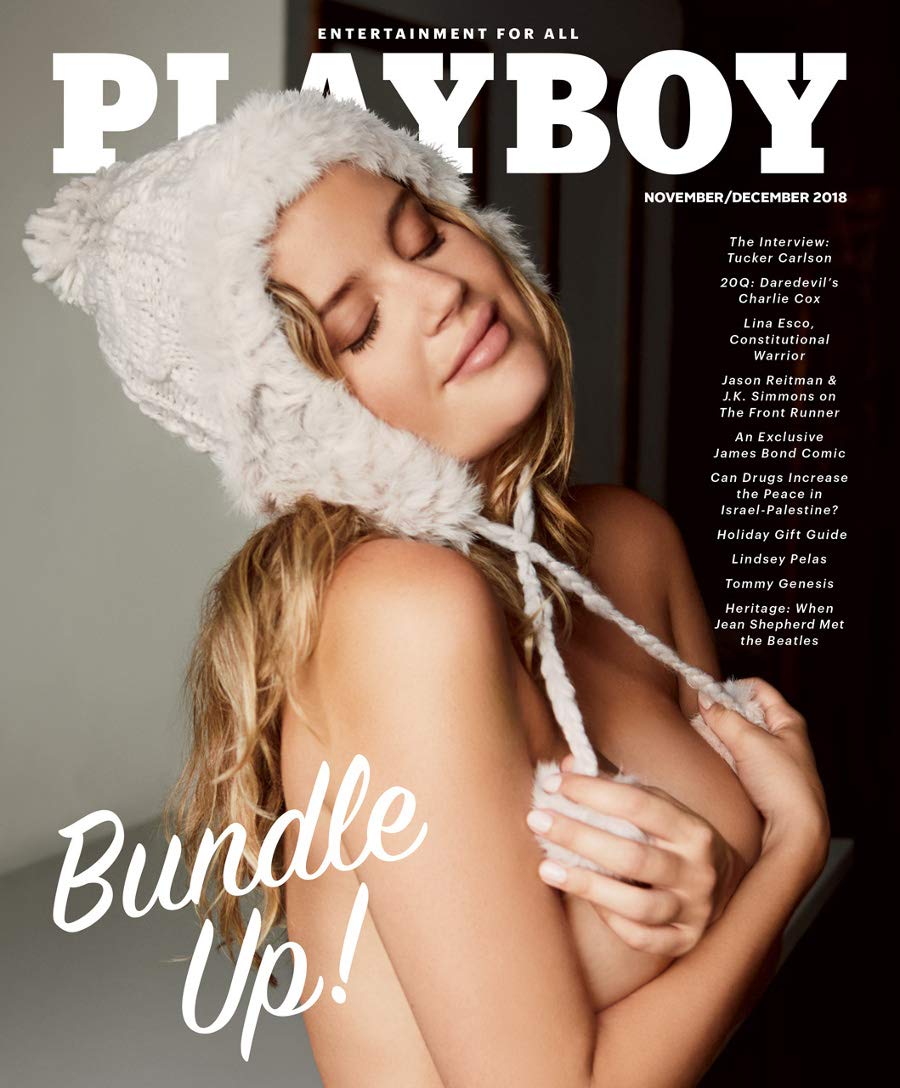 ENTERTAINMENT FOR ALL
PLAYBOY
NOVEMBER/DECEMBER 2018
The Interview:
Tucker Carlson
20Q: Daredevil’s
Charlie Cox
Lina Esco,
Constitutional
Warrior
Jason Reitman &
J.K. Simmons on
The Front Runner
An Exclusive
James Bond Comic
Can Drugs Increase
the Peace in
Israel-Palestine?
Holiday Gift Guide
Lindsey Pelas
Tommy Genesis
Heritage: When
Jean Shepherd Met
the Beatles
Bundle
Up!